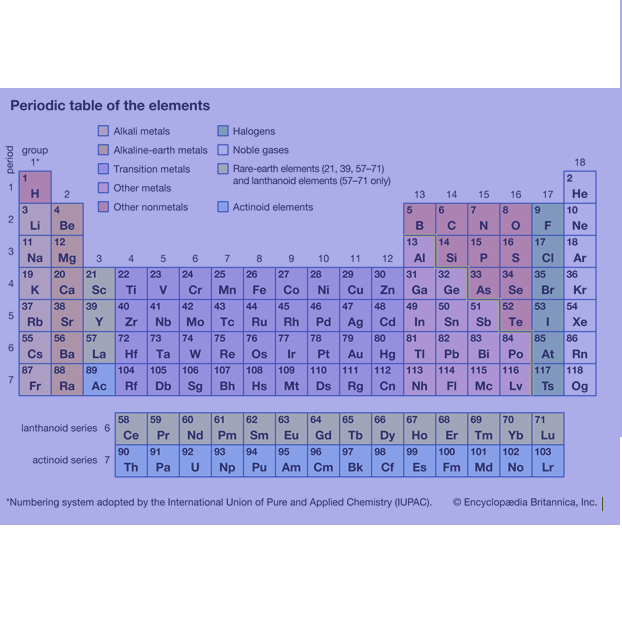 Periodic table of the elements
Alkali metals
Alkaline-earth metals
Transition metals
Other metals
Other nonmetals
Halogens
Noble gases
Rare-earth elements (21, 39, 57–71)
and lanthanoid elements (57–71 only)
Actinoid elements
period
group
1* 2 3 4 5 6 7 8 9 10 11 12 13 14 15 16 17 18
1 1 H 2 He
2 3 Li 4 Be 5 B 6 C 7 N 8 O 9 F 10 Ne
3 11 Na 12 Mg 13 Al 14 Si 15 P 16 S 17 Cl 18 Ar
4 19 K 20 Ca 21 Sc 22 Ti 23 V 24 Cr 25 Mn 26 Fe 27 Co 28 Ni 29 Cu 30 Zn 31 Ga 32 Ge 33 As 34 Se 35 Br 36 Kr
5 37 Rb 38 Sr 39 Y 40 Zr 41 Nb 42 Mo 43 Tc 44 Ru 45 Rh 46 Pd 47 Ag 48 Cd 49 In 50 Sn 51 Sb 52 Te 53 I 54 Xe
6 55 Cs 56 Ba 57 La 72 Hf 73 Ta 74 W 75 Re 76 Os 77 Ir 78 Pt 79 Au 80 Hg 81 Tl 82 Pb 83 Bi 84 Po 85 At 86 Rn
7 87 Fr 88 Ra 89 Ac 104 Rf 105 Db 106 Sg 107 Bh 108 Hs 109 Mt 110 Ds 111 Rg 112 Cn 113 Nh 114 Fl 115 Mc 116 Lv 117 Ts 118 Og
lanthanoid series 6 58 Ce 59 Pr 60 Nd 61 Pm 62 Sm 63 Eu 64 Gd 65 Tb 66 Dy 67 Ho 68 Er 69 Tm 70 Yb 71 Lu
actinoid series 7 90 Th 91 Pa 92 U 93 Np 94 Pu 95 Am 96 Cm 97 Bk 98 Cf 99 Es 100 Fm 101 Md 102 No 103 Lr
*Numbering system adopted by the International Union of Pure and Applied Chemistry (IUPAC). © Encyclopædia Britannica, Inc.